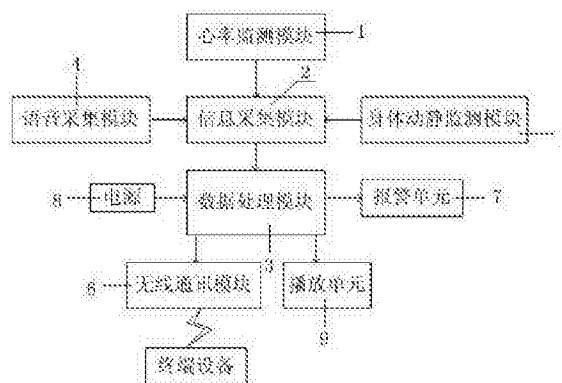 心率监测模块 1
4 2
语音采集模块 信息采集模块 身体动静监测模块
8 电源 数据处理模块 报警单元 7
3
6 无线通讯模块 播放单元
9
终端设备